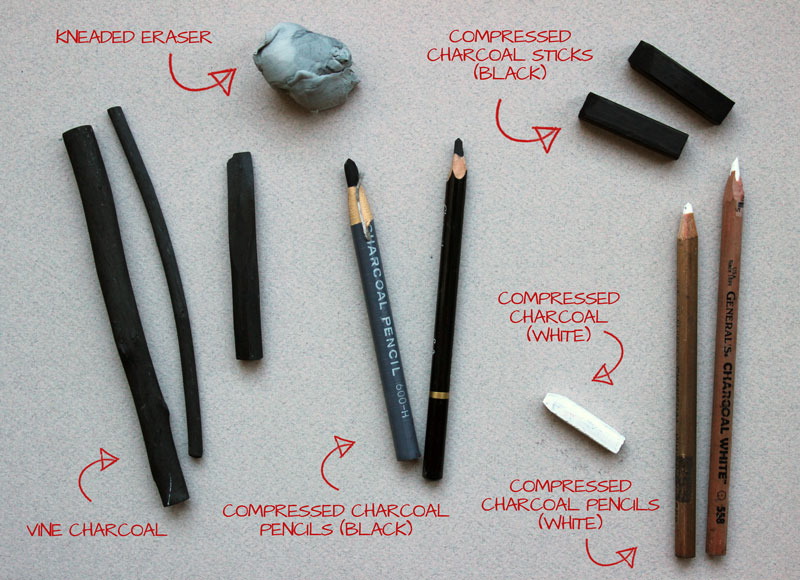 KNEADED ERASER
COMPRESSED
CHARCOAL STICKS
(BLACK)
COMPRESSED
CHARCOAL
(WHITE)
VINE CHARCOAL
COMPRESSED CHARCOAL
PENCILS (BLACK)
COMPRESSED
CHARCOAL PENCILS
(WHITE)
CHARCOAL PENCIL 600-H
GENERAL'S® CHARCOAL WHITE™ 558